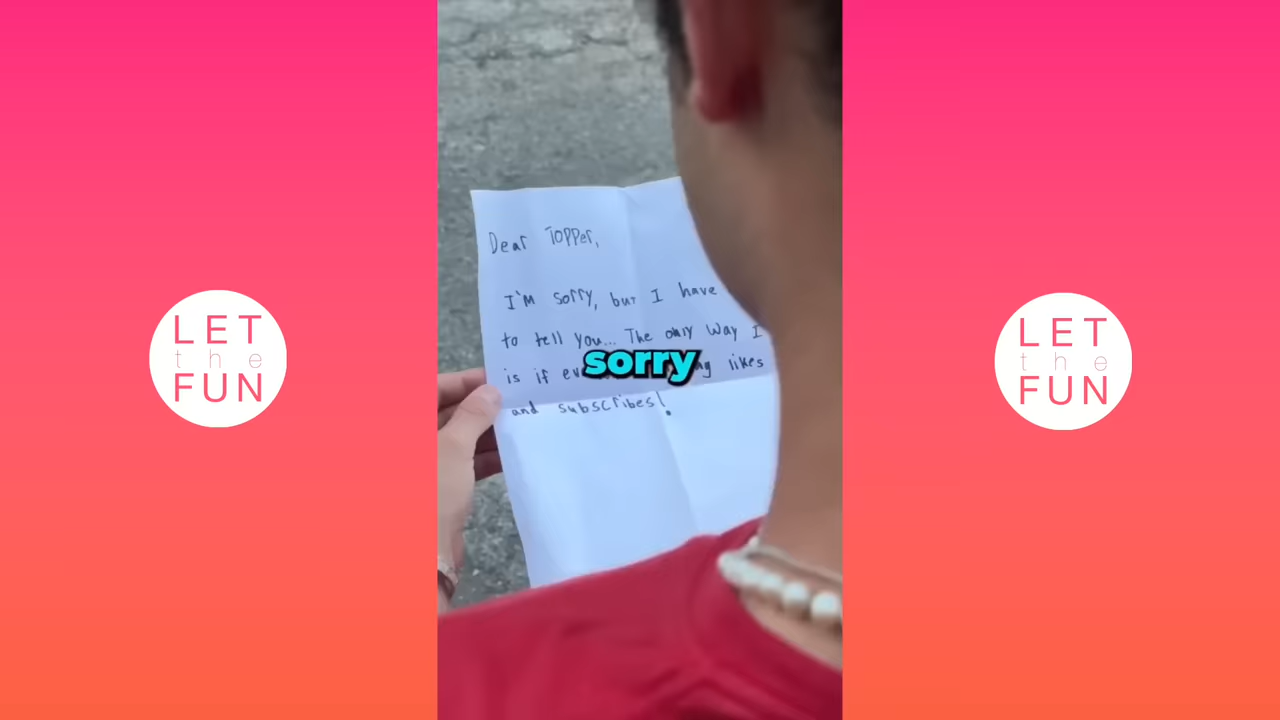 LET
the
FUN
Dear Topper,
I'm sorry, but I have
to tell you... The only way I
is if likes
and subscribes!
sorry
LET
the
FUN